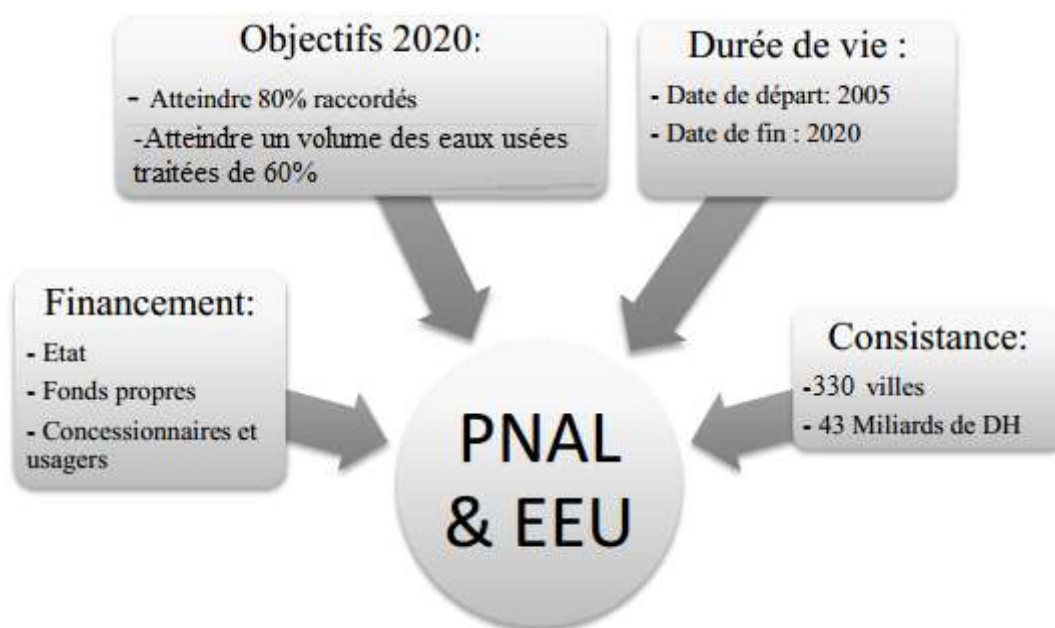 Objectifs 2020:
- Atteindre 80% raccordés
-Atteindre un volume des eaux usées
traitées de 60%
Durée de vie :
- Date de départ: 2005
- Date de fin : 2020
Financement:
- Etat
- Fonds propres
- Concessionnaires et
usagers
Consistance:
-330 villes
- 43 Miliards de DH
PNAL
& EEU